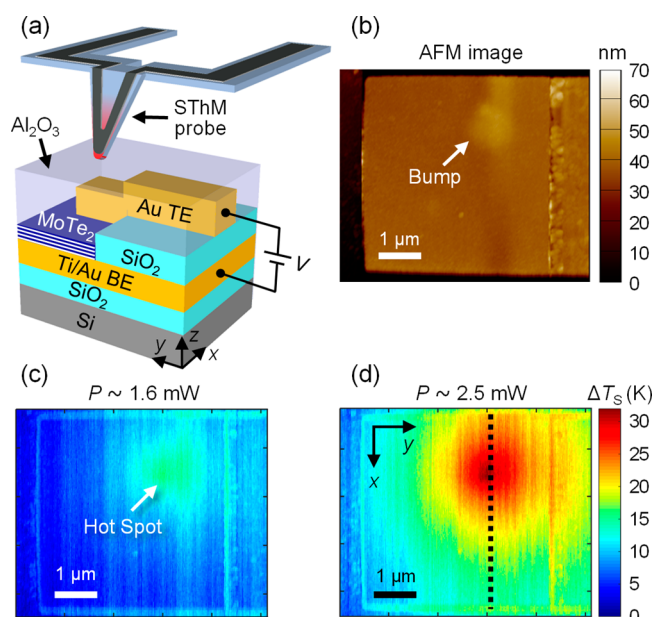 (a)
SThM
probe
Al₂O₃
Au TE
MoTe₂
SiO₂
Ti/Au BE
SiO₂
Si
V
z
y
x
(b)
AFM image
nm
Bump
1 µm
70
60
50
40
30
20
10
0
(c)
P ~ 1.6 mW
Hot Spot
1 µm
(d)
P ~ 2.5 mW
ΔTS (K)
y
x
1 µm
30
25
20
15
10
5
0